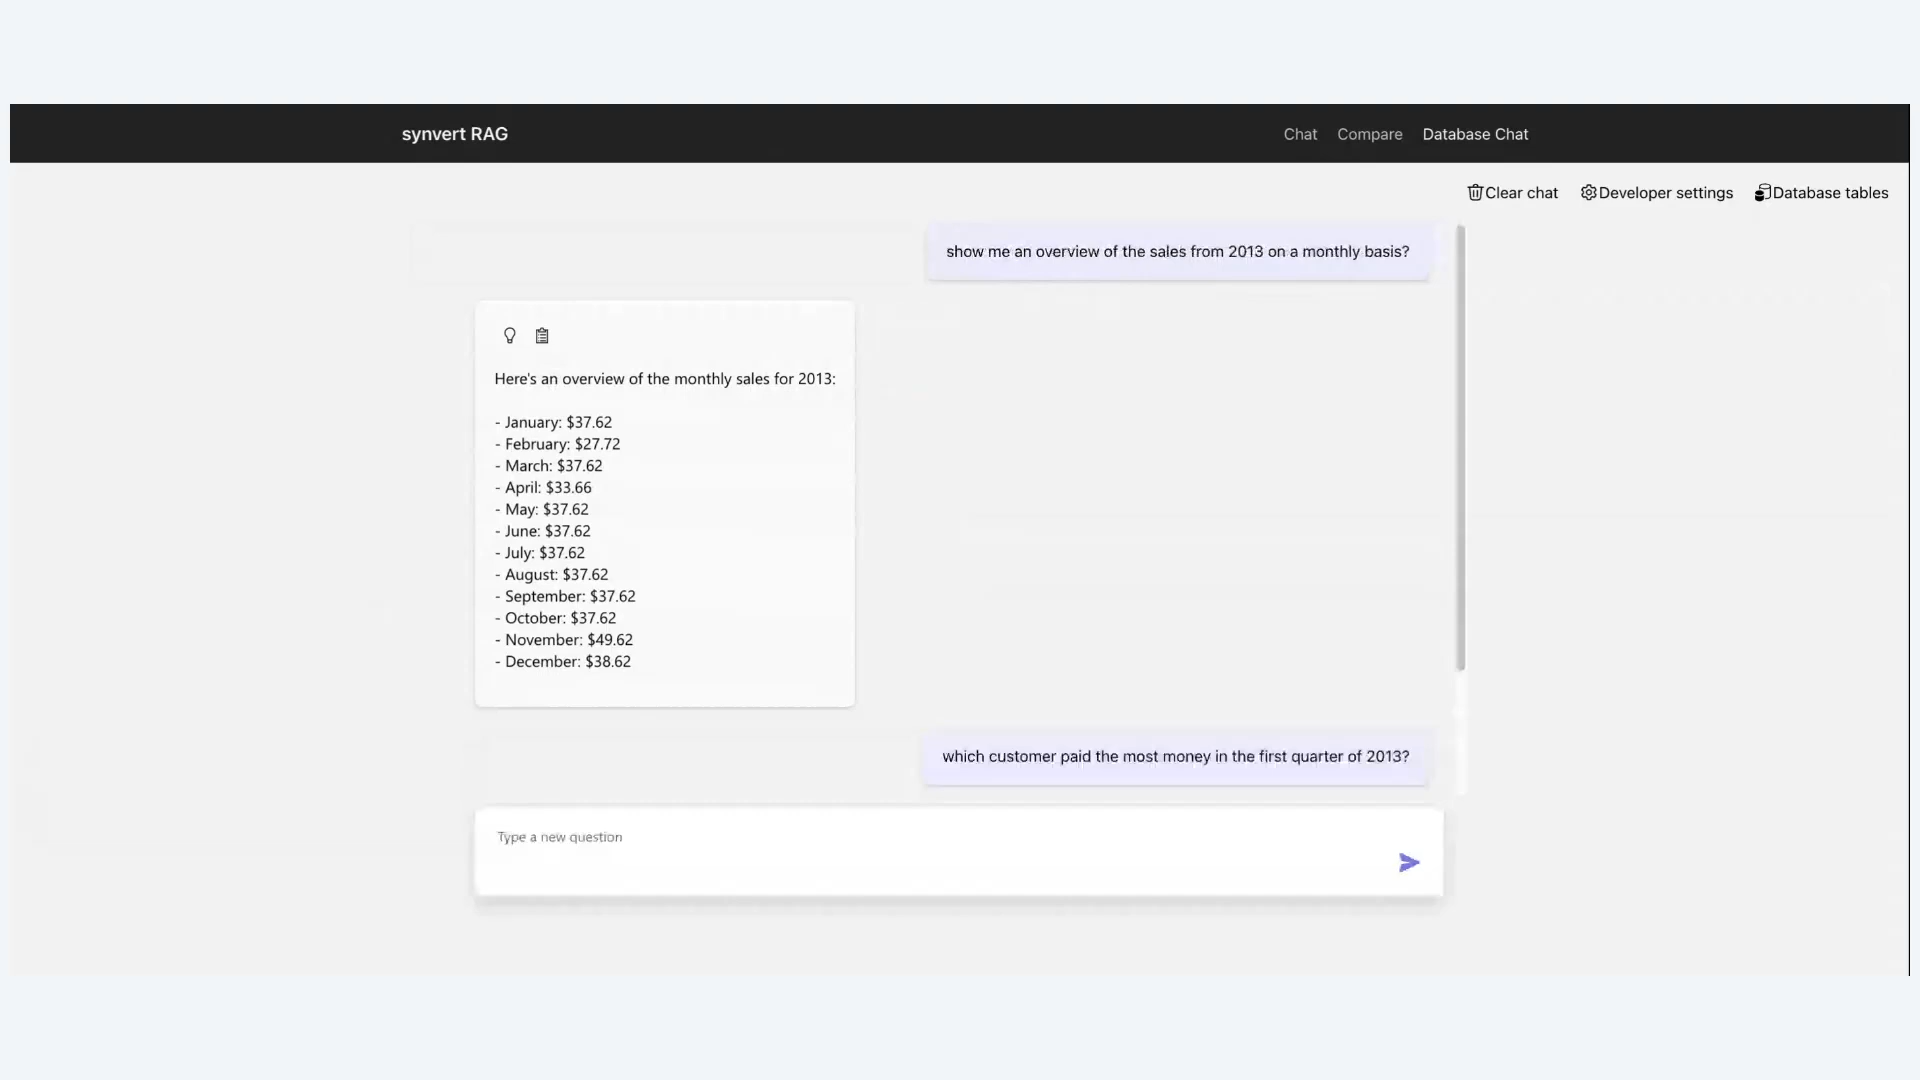 synvert RAG
Chat Compare Database Chat
Clear chat Developer settings Database tables
show me an overview of the sales from 2013 on a monthly basis?
Here's an overview of the monthly sales for 2013:
- January: $37.62
- February: $27.72
- March: $37.62
- April: $33.66
- May: $37.62
- June: $37.62
- July: $37.62
- August: $37.62
- September: $37.62
- October: $37.62
- November: $49.62
- December: $38.62
which customer paid the most money in the first quarter of 2013?
Type a new question